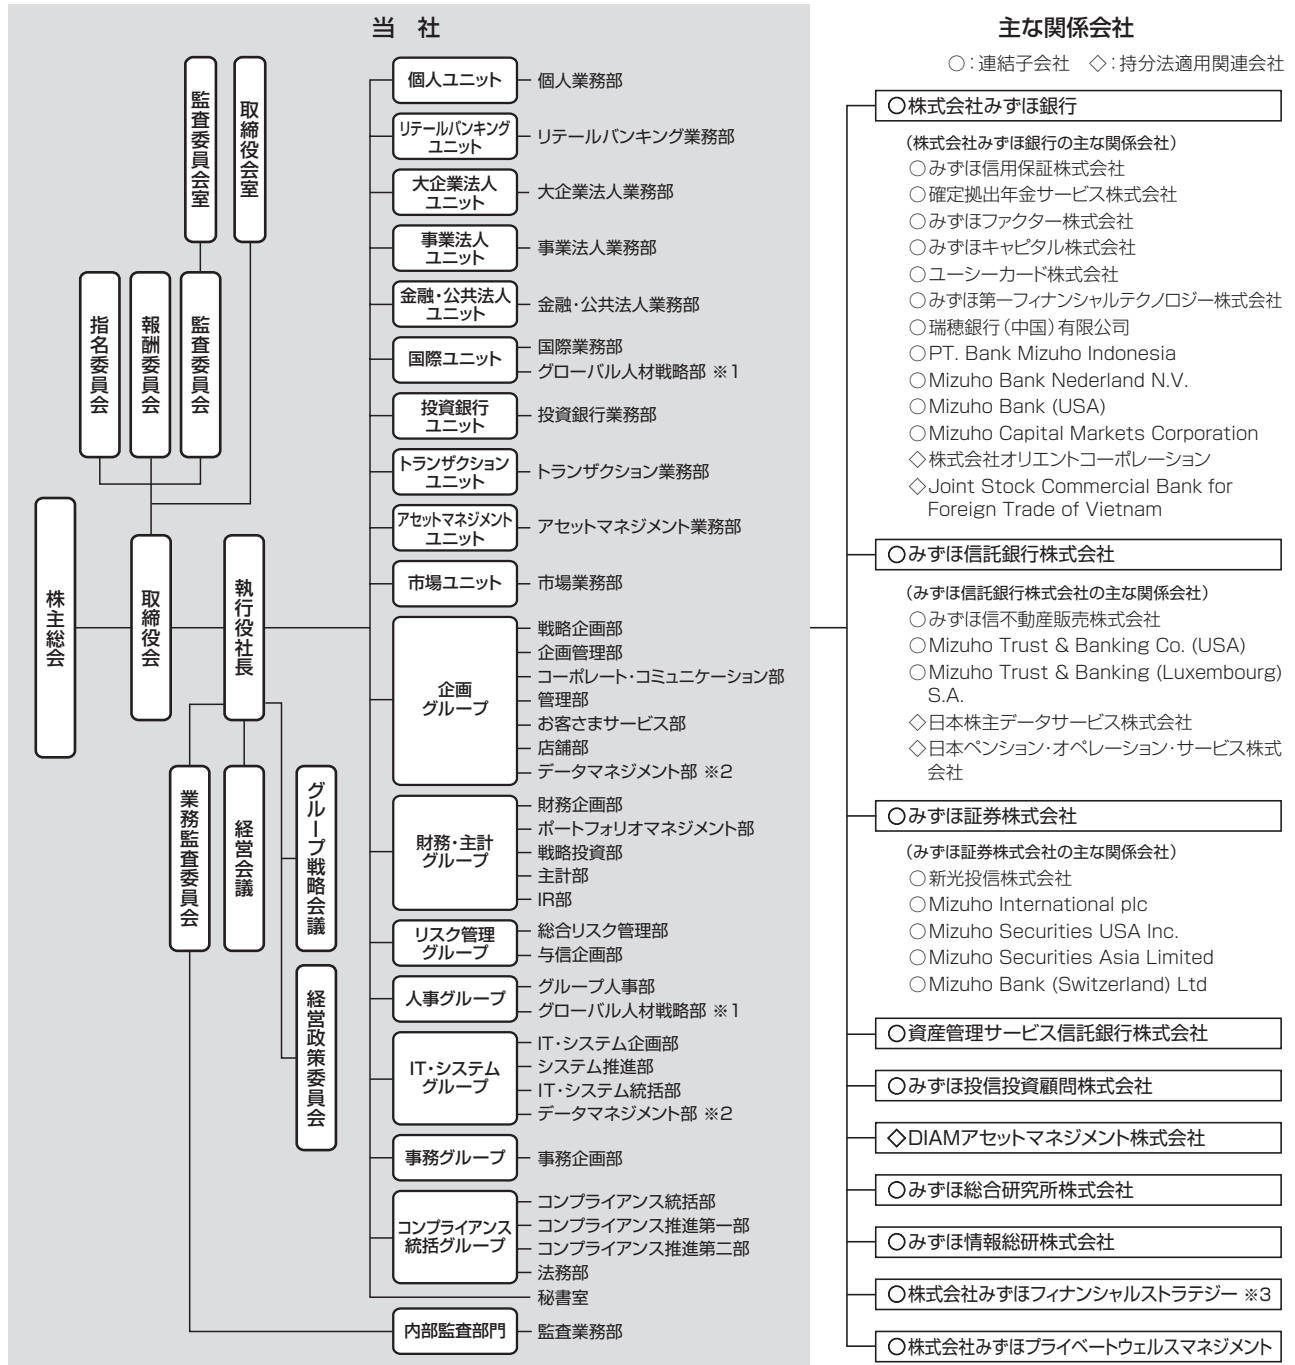 当 社
監査委員会室
取締役会室
指名委員会
報酬委員会
監査委員会
株主総会
取締役会
執行役社長
業務監査委員会
経営会議
グループ戦略会議
経営政策委員会
個人ユニット
個人業務部
リテールバンキング
ユニット
リテールバンキング業務部
大企業法人
ユニット
大企業法人業務部
事業法人
ユニット
事業法人業務部
金融・公共法人
ユニット
金融・公共法人業務部
国際ユニット
国際業務部
グローバル人材戦略部 ※1
投資銀行
ユニット
投資銀行業務部
トランザクション
ユニット
トランザクション業務部
アセットマネジメント
ユニット
アセットマネジメント業務部
市場ユニット
市場業務部
企画
グループ
戦略企画部
企画管理部
コーポレート・コミュニケーション部
管理部
お客さまサービス部
店舗部
データマネジメント部 ※2
財務・主計
グループ
財務企画部
ポートフォリオマネジメント部
戦略投資部
主計部
IR部
リスク管理
グループ
総合リスク管理部
与信企画部
人事グループ
グループ人事部
グローバル人材戦略部 ※1
IT・システム
グループ
IT・システム企画部
システム推進部
IT・システム統括部
データマネジメント部 ※2
事務グループ
事務企画部
コンプライアンス
統括グループ
コンプライアンス統括部
コンプライアンス推進第一部
コンプライアンス推進第二部
法務部
秘書室
内部監査部門
監査業務部
主な関係会社
○：連結子会社 ◇：持分法適用関連会社
○株式会社みずほ銀行
（株式会社みずほ銀行の主な関係会社）
○みずほ信用保証株式会社
○確定拠出年金サービス株式会社
○みずほファクター株式会社
○みずほキャピタル株式会社
○ユーシーカード株式会社
○みずほ第一フィナンシャルテクノロジー株式会社
○瑞穂銀行（中国）有限公司
○PT. Bank Mizuho Indonesia
○Mizuho Bank Nederland N.V.
○Mizuho Bank (USA)
○Mizuho Capital Markets Corporation
◇株式会社オリエントコーポレーション
◇Joint Stock Commercial Bank for
Foreign Trade of Vietnam
○みずほ信託銀行株式会社
（みずほ信託銀行株式会社の主な関係会社）
○みずほ信不動産販売株式会社
○Mizuho Trust & Banking Co. (USA)
○Mizuho Trust & Banking (Luxembourg)
S.A.
◇日本株主データサービス株式会社
◇日本ペンション・オペレーション・サービス株式
会社
○みずほ証券株式会社
（みずほ証券株式会社の主な関係会社）
○新光投信株式会社
○Mizuho International plc
○Mizuho Securities USA Inc.
○Mizuho Securities Asia Limited
○Mizuho Bank (Switzerland) Ltd
○資産管理サービス信託銀行株式会社
○みずほ投信投資顧問株式会社
◇DIAMアセットマネジメント株式会社
○みずほ総合研究所株式会社
○みずほ情報総研株式会社
○株式会社みずほフィナンシャルストラテジー ※3
○株式会社みずほプライベートウェルスマネジメント